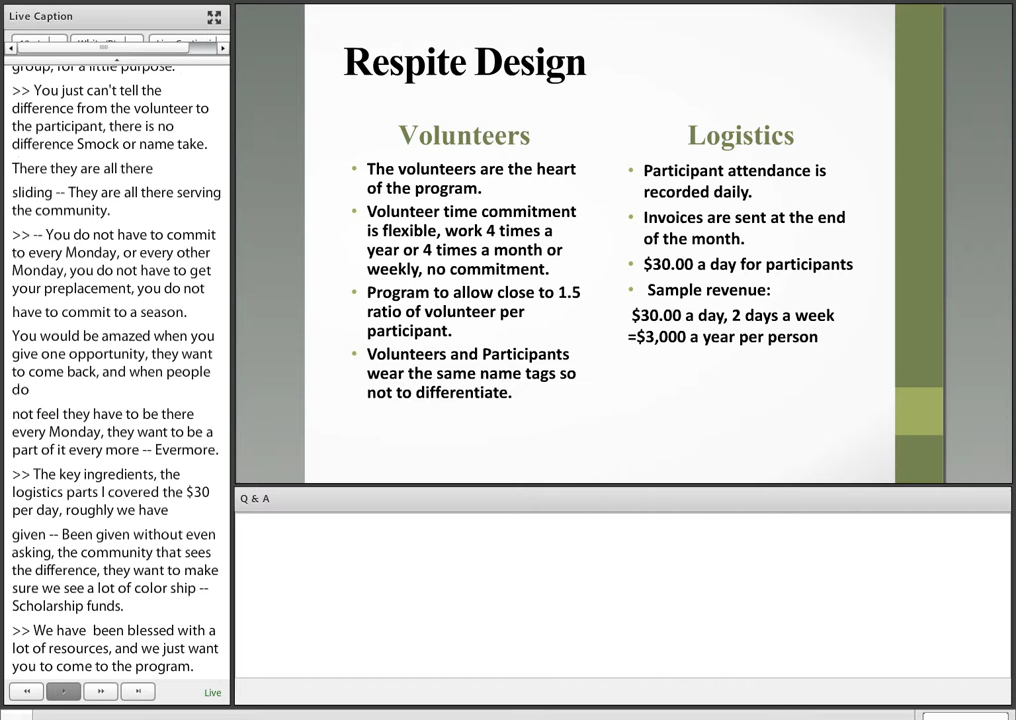 Live Caption
group, for a little purpose.
>> You just can't tell the
difference from the volunteer to
the participant, there is no
difference Smock or name take.
There they are all there
sliding -- They are all there serving
the community.
>> -- You do not have to commit
to every Monday, or every other
Monday, you do not have to get
your preplacement, you do not
have to commit to a season.
You would be amazed when you
give one opportunity, they want
to come back, and when people
do
not feel they have to be there
every Monday, they want to be a
part of it every more -- Evermore.
>> The key ingredients, the
logistics parts I covered the $30
per day, roughly we have
given -- Been given without even
asking, the community that sees
the difference, they want to make
sure we see a lot of color ship --
Scholarship funds.
>> We have been blessed with a
lot of resources, and we just want
you to come to the program.
Live
Respite Design
Volunteers
• The volunteers are the heart
of the program.
• Volunteer time commitment
is flexible, work 4 times a
year or 4 times a month or
weekly, no commitment.
• Program to allow close to 1.5
ratio of volunteer per
participant.
• Volunteers and Participants
wear the same name tags so
not to differentiate.
Logistics
• Participant attendance is
recorded daily.
• Invoices are sent at the end
of the month.
• $30.00 a day for participants
• Sample revenue:
$30.00 a day, 2 days a week
=$3,000 a year per person
Q & A